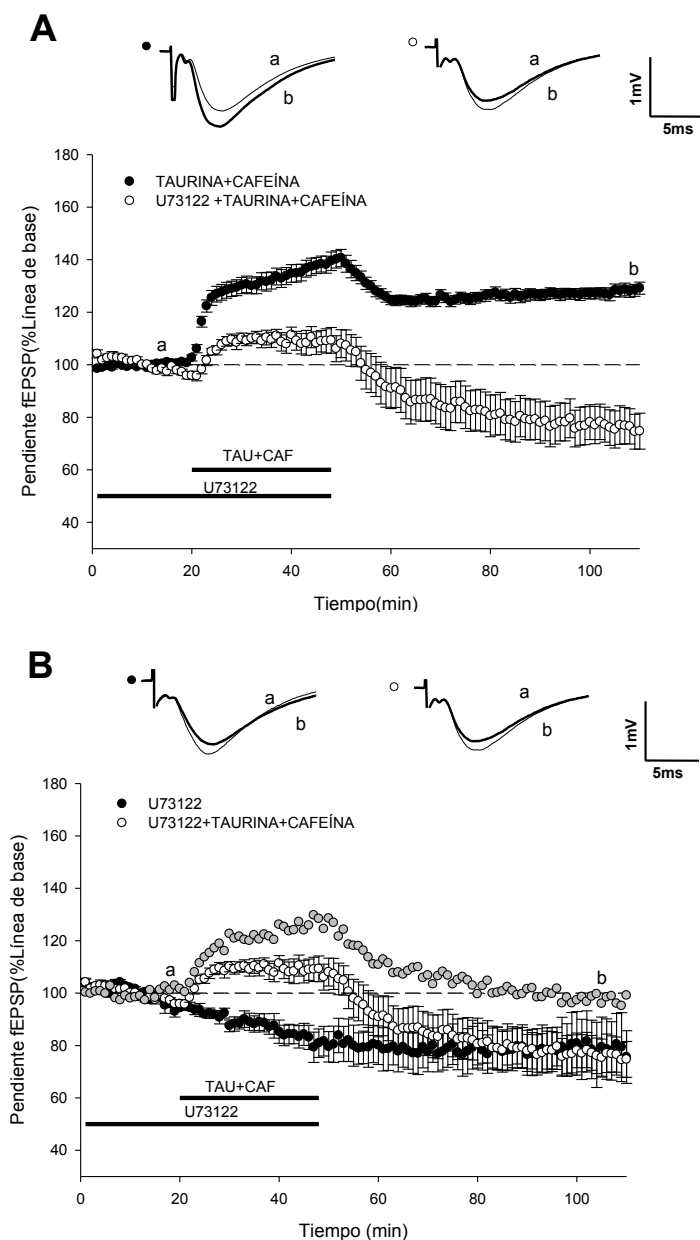 A
a
b
1mV
5ms
180
160
140
120
100
80
60
40
Pendiente fEPSP(%Línea de base)
TAURINA+CAFEÍNA
U73122 +TAURINA+CAFEÍNA
a
b
TAU+CAF
U73122
0 20 40 60 80 100
Tiempo(min)
B
a
b
a
b
1mV
5ms
180
160
140
120
100
80
60
40
Pendiente fEPSP(%Línea de base)
U73122
U73122+TAURINA+CAFEÍNA
a
b
TAU+CAF
U73122
0 20 40 60 80 100
Tiempo (min)